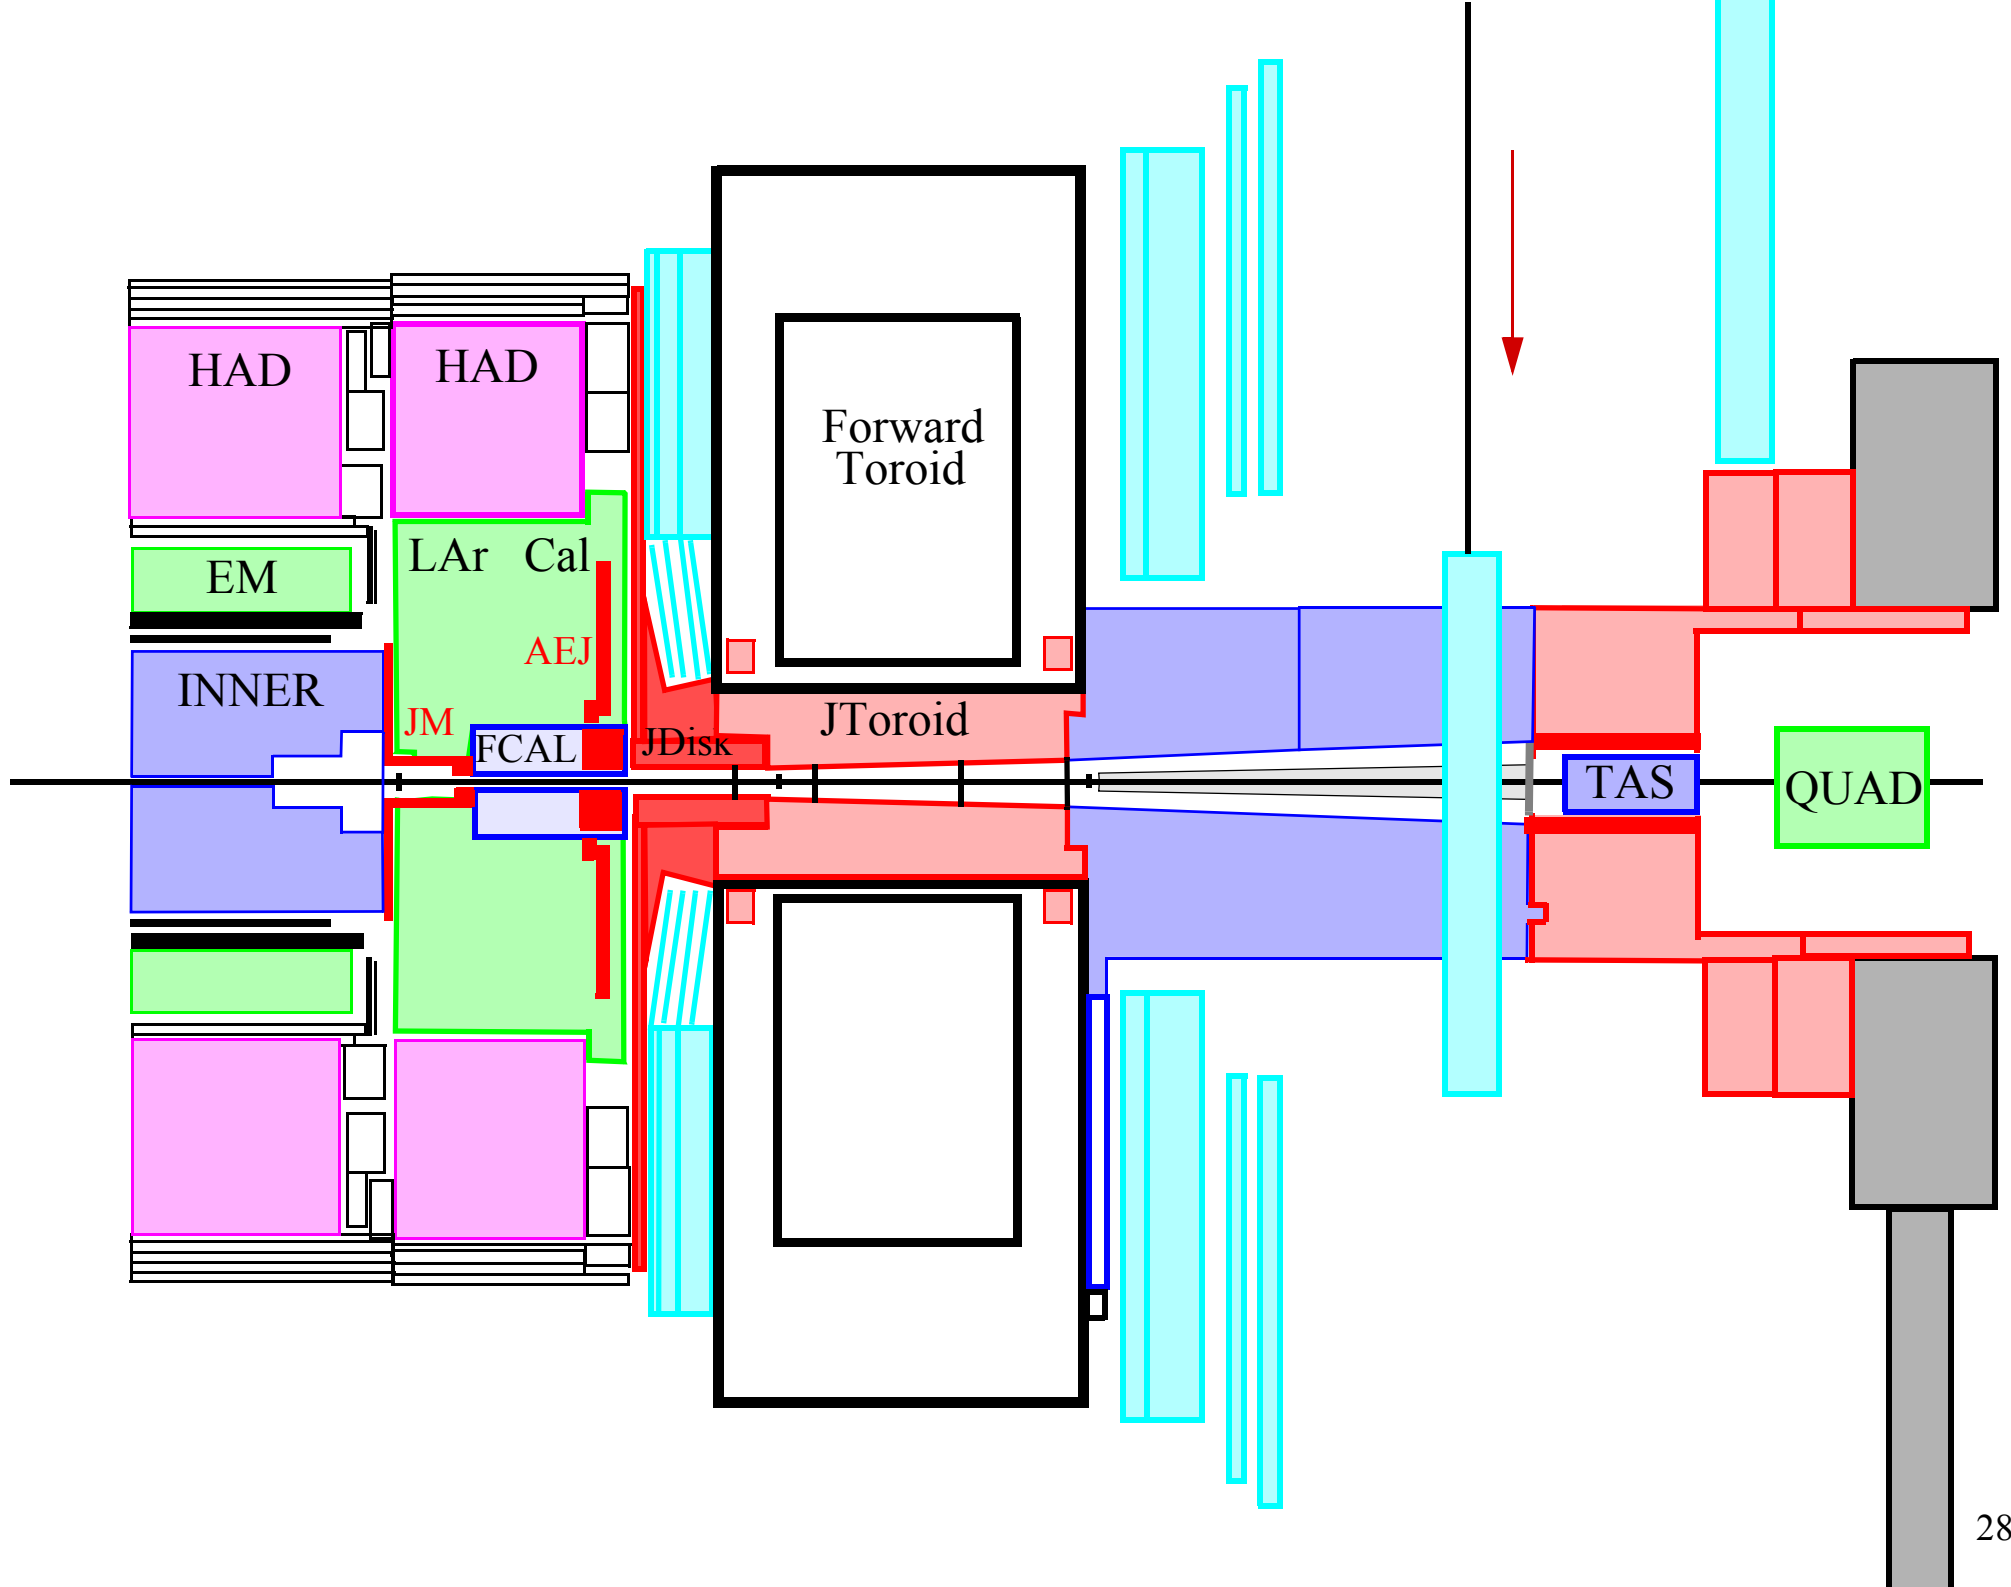 HAD
HAD
Forward
Toroid
LAr Cal
EM
AEJ
INNER
JM
JToroid
FCAL
JDisk
TAS
QUAD
28